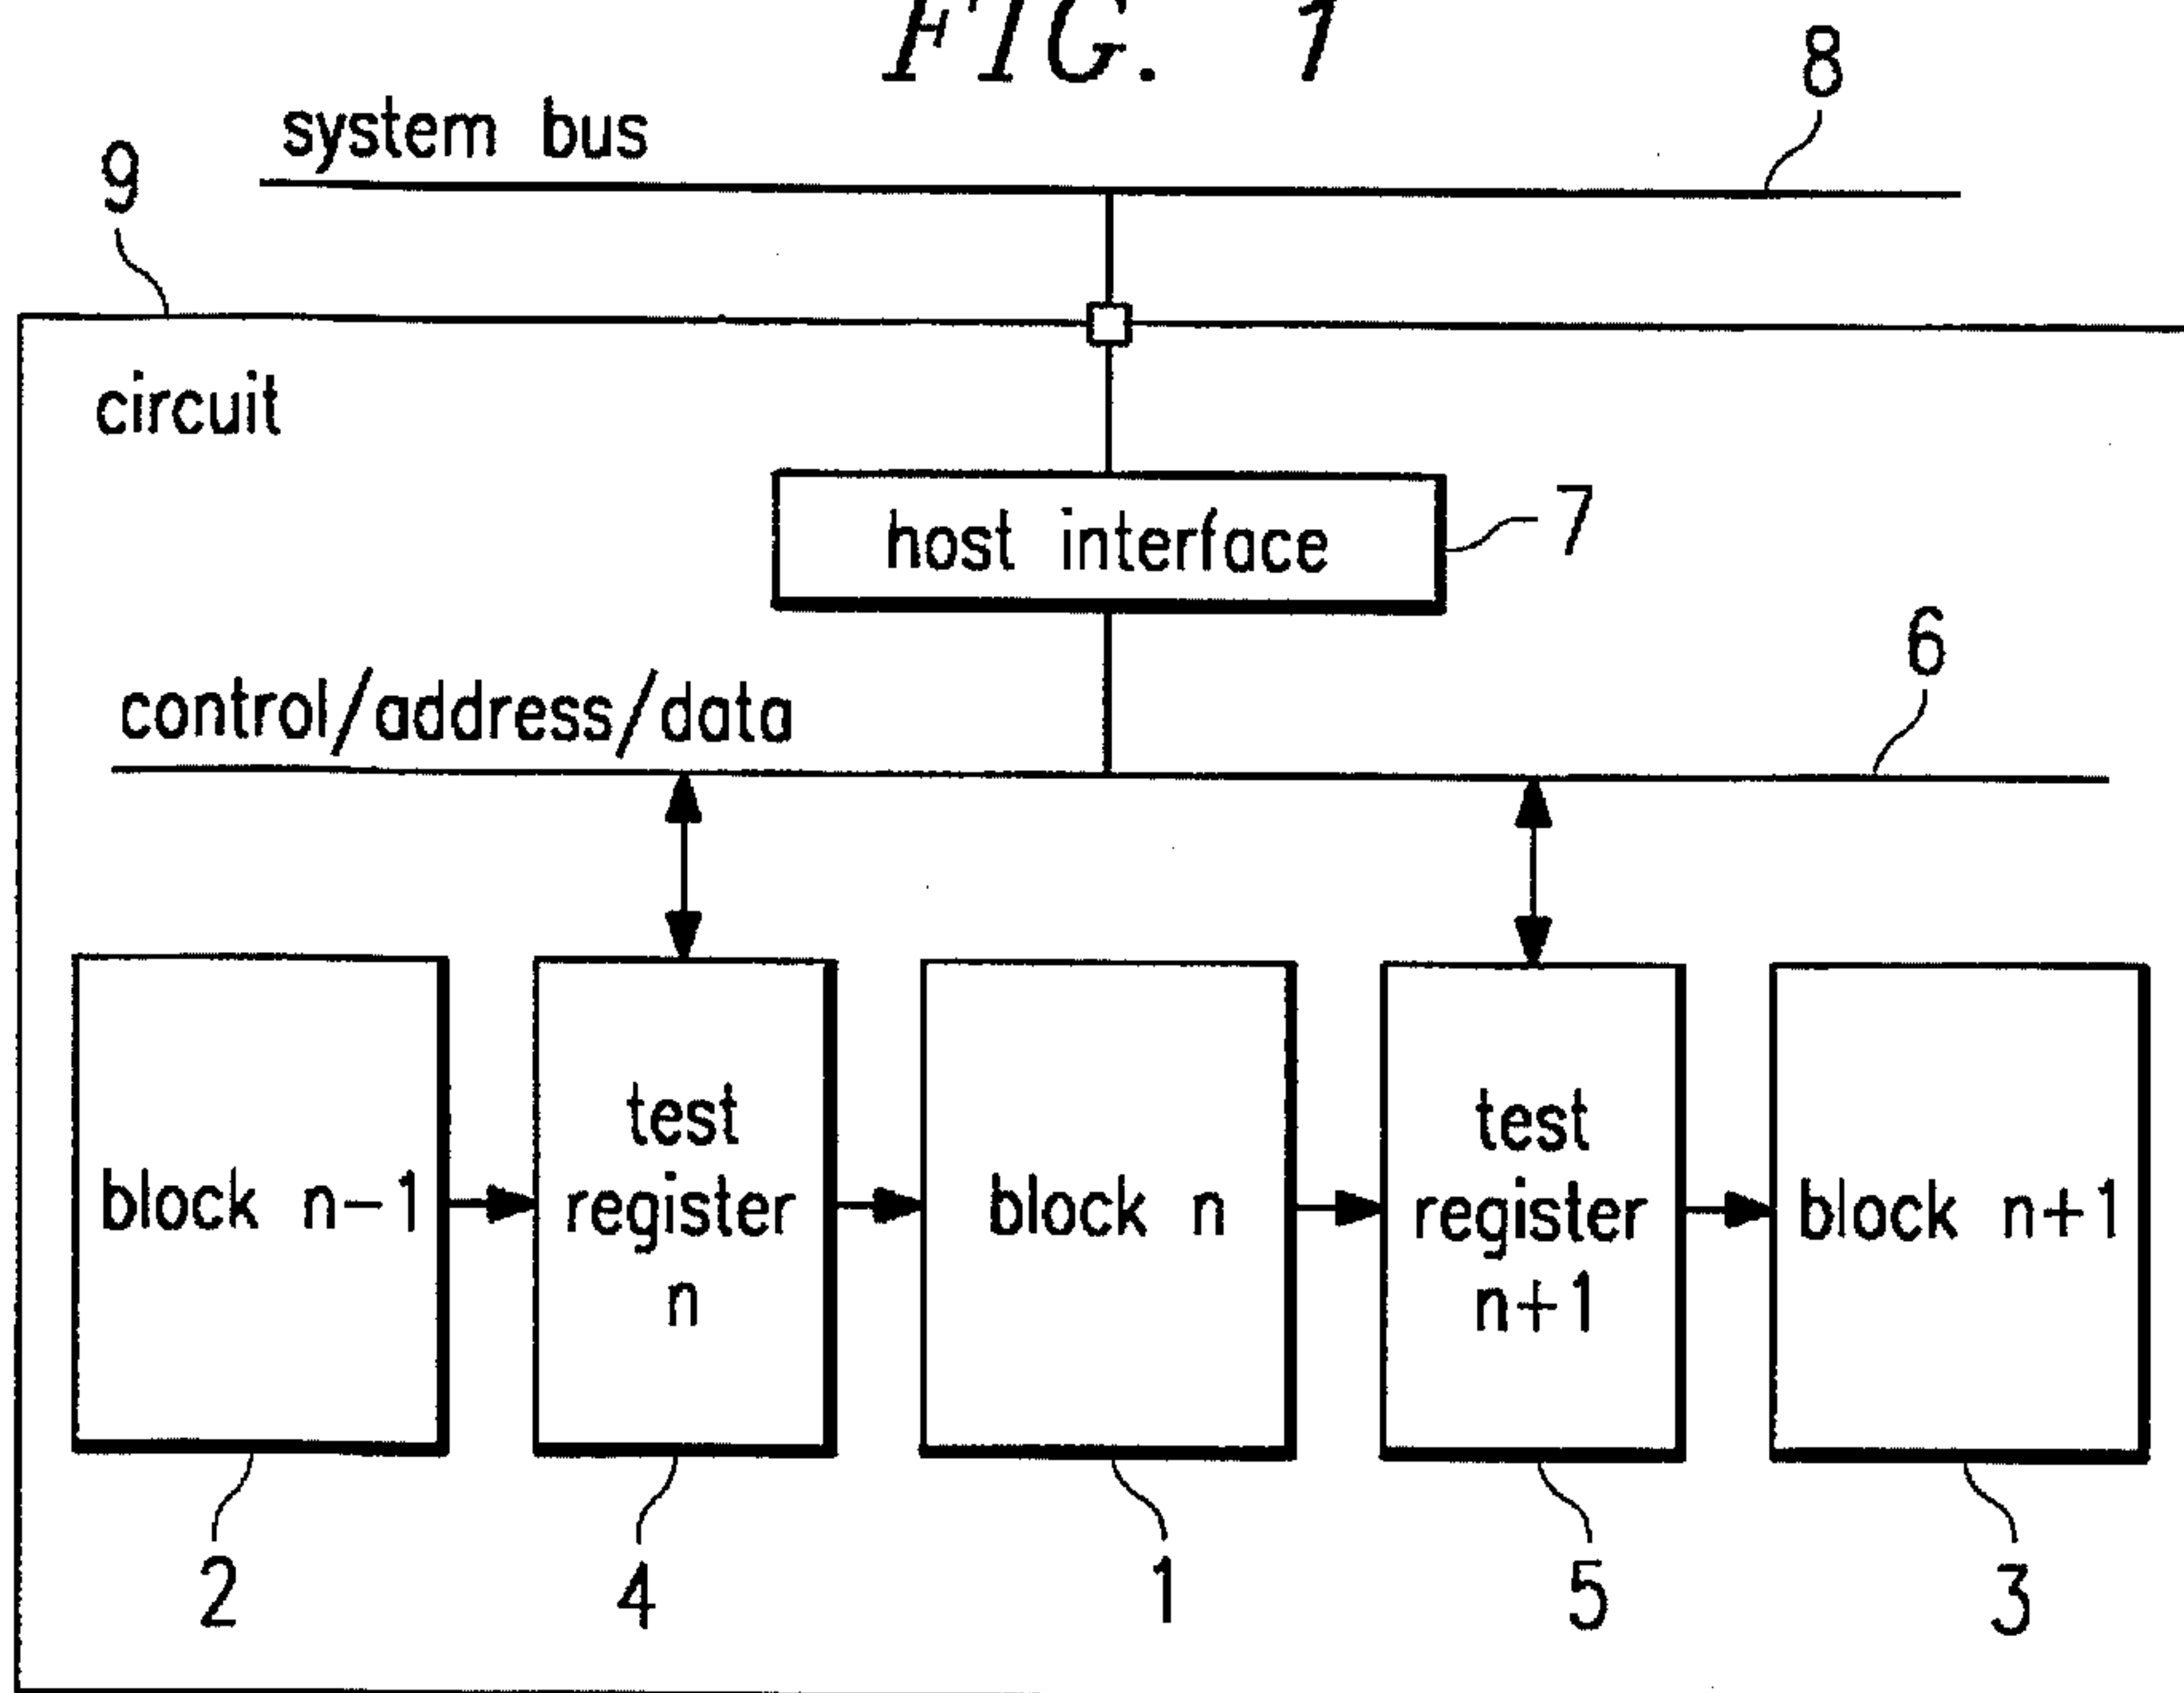 FIG. 1
8
system bus
9
circuit
host interface
7
6
control/address/data
block n-1
test
register
n
block n
test
register
n+1
block n+1
2
4
1
5
3